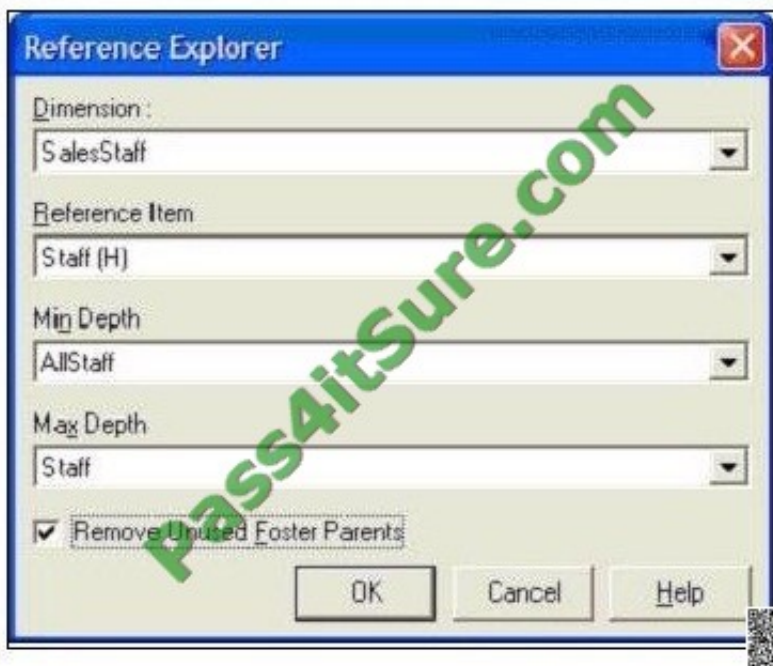 Reference Explorer
Dimension :
SalesStaff
Reference Item
Staff (H)
Min Depth
AllStaff
Max Depth
Staff
Remove Unused Foster Parents
OK Cancel Help
Pass4itSure.com